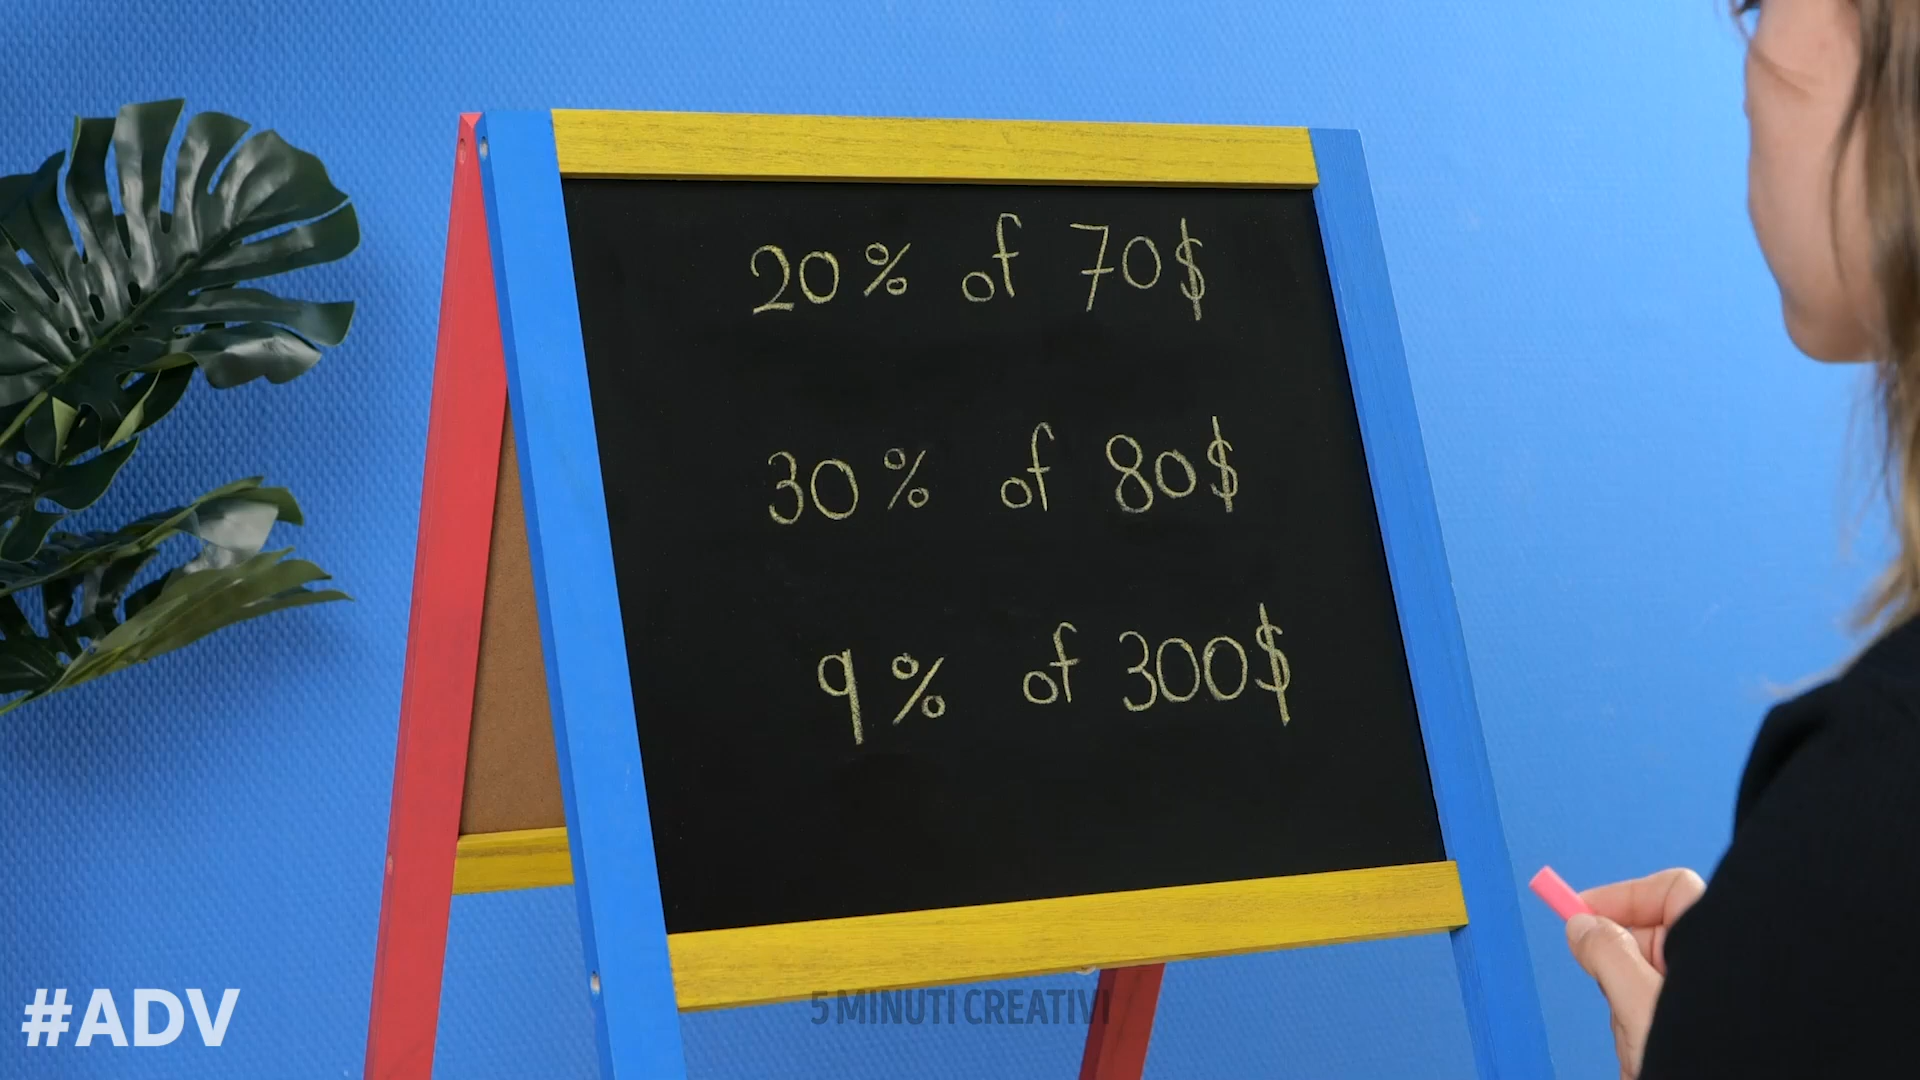 20% of 70$
30% of 80$
9% of 300$
#ADV
5 MINUTI CREATIVI